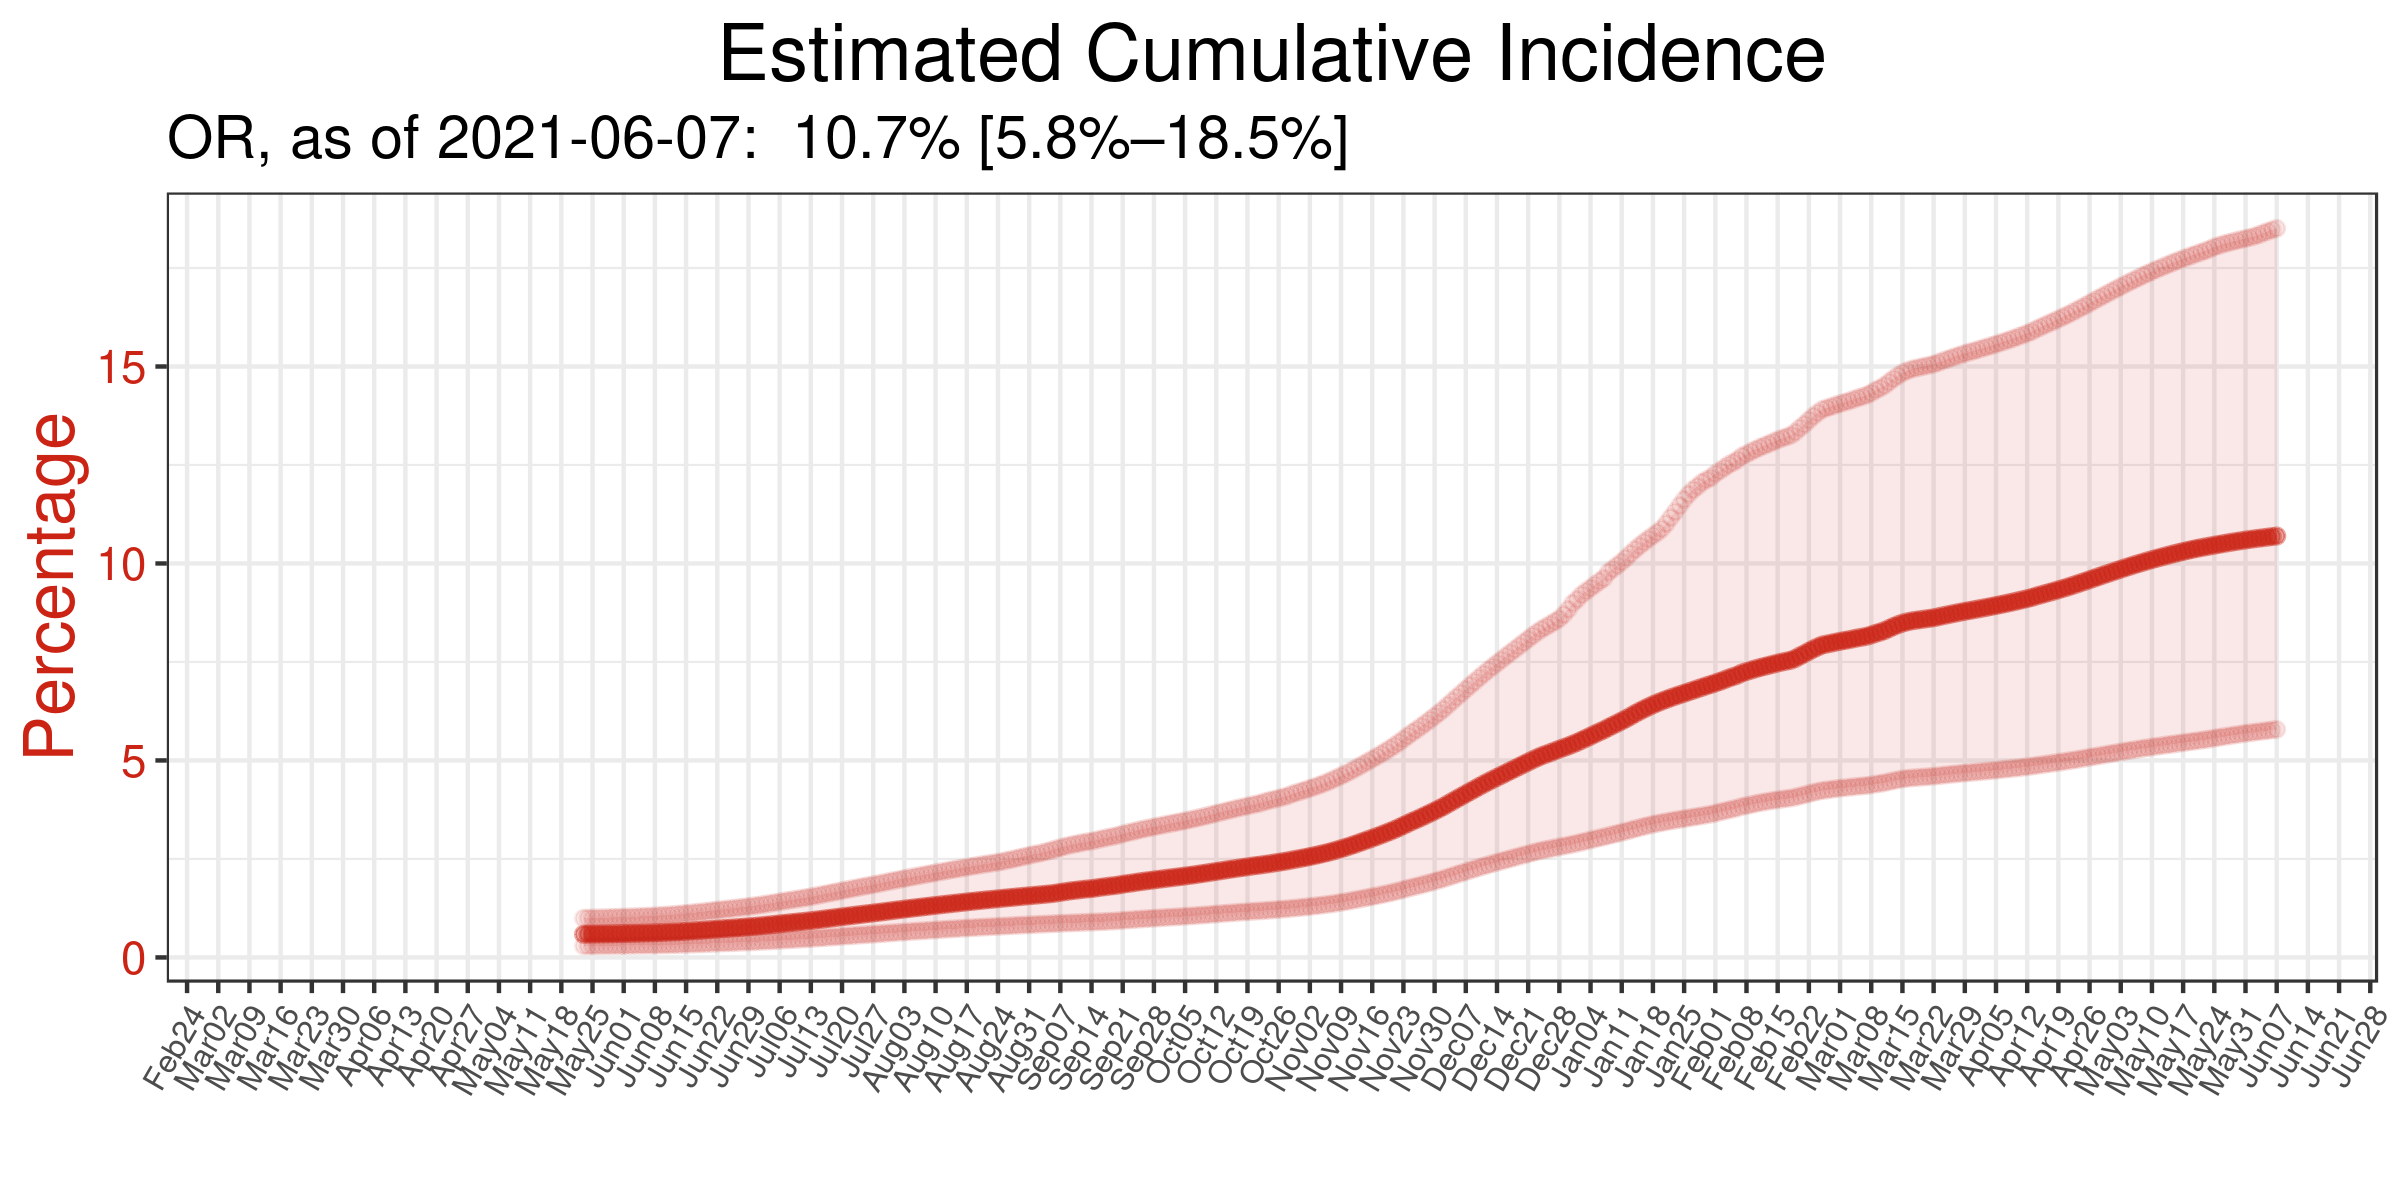 Estimated Cumulative Incidence
OR, as of 2021-06-07:  10.7% [5.8%–18.5%]
Percentage
15
10
5
0
Feb24
Mar02
Mar09
Mar16
Mar23
Mar30
Apr06
Apr13
Apr20
Apr27
May04
May11
May18
May25
Jun01
Jun08
Jun15
Jun22
Jun29
Jul06
Jul13
Jul20
Jul27
Aug03
Aug10
Aug17
Aug24
Aug31
Sep07
Sep14
Sep21
Sep28
Oct05
Oct12
Oct19
Oct26
Nov02
Nov09
Nov16
Nov23
Nov30
Dec07
Dec14
Dec21
Dec28
Jan04
Jan11
Jan18
Jan25
Feb01
Feb08
Feb15
Feb22
Mar01
Mar08
Mar15
Mar22
Mar29
Apr05
Apr12
Apr19
Apr26
May03
May10
May17
May24
May31
Jun07
Jun14
Jun21
Jun28